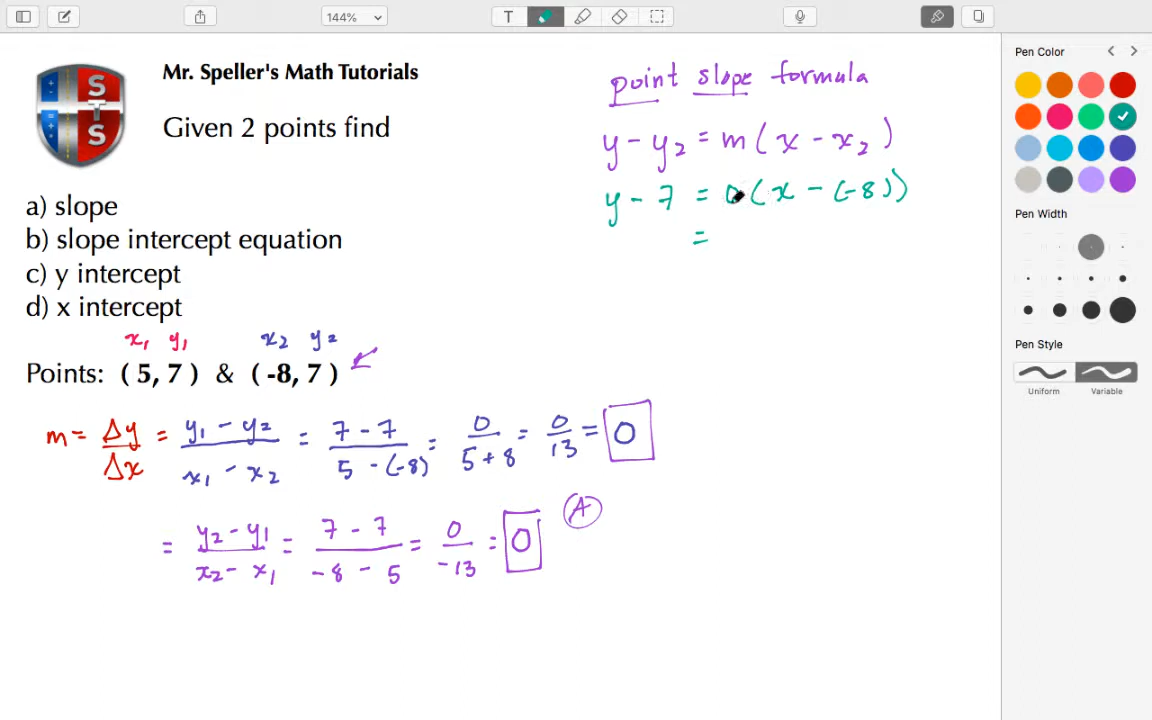 144%
T
Mr. Speller's Math Tutorials
S
T
S
Given 2 points find
a) slope
b) slope intercept equation
c) y intercept
d) x intercept
x₁ y₁ x₂ y₂
Points: ( 5, 7 ) & ( -8, 7 )
m = Δy/Δx = (y₁ - y₂)/(x₁ - x₂) = (7 - 7)/(5 - (-8)) = 0/(5 + 8) = 0/13 = 0
= (y₂ - y₁)/(x₂ - x₁) = (7 - 7)/(-8 - 5) = 0/-13 = 0 A
point slope formula
y - y₂ = m ( x - x₂ )
y - 7 = 0 ( x - (-8))
=
Pen Color
Pen Width
Pen Style
Uniform Variable